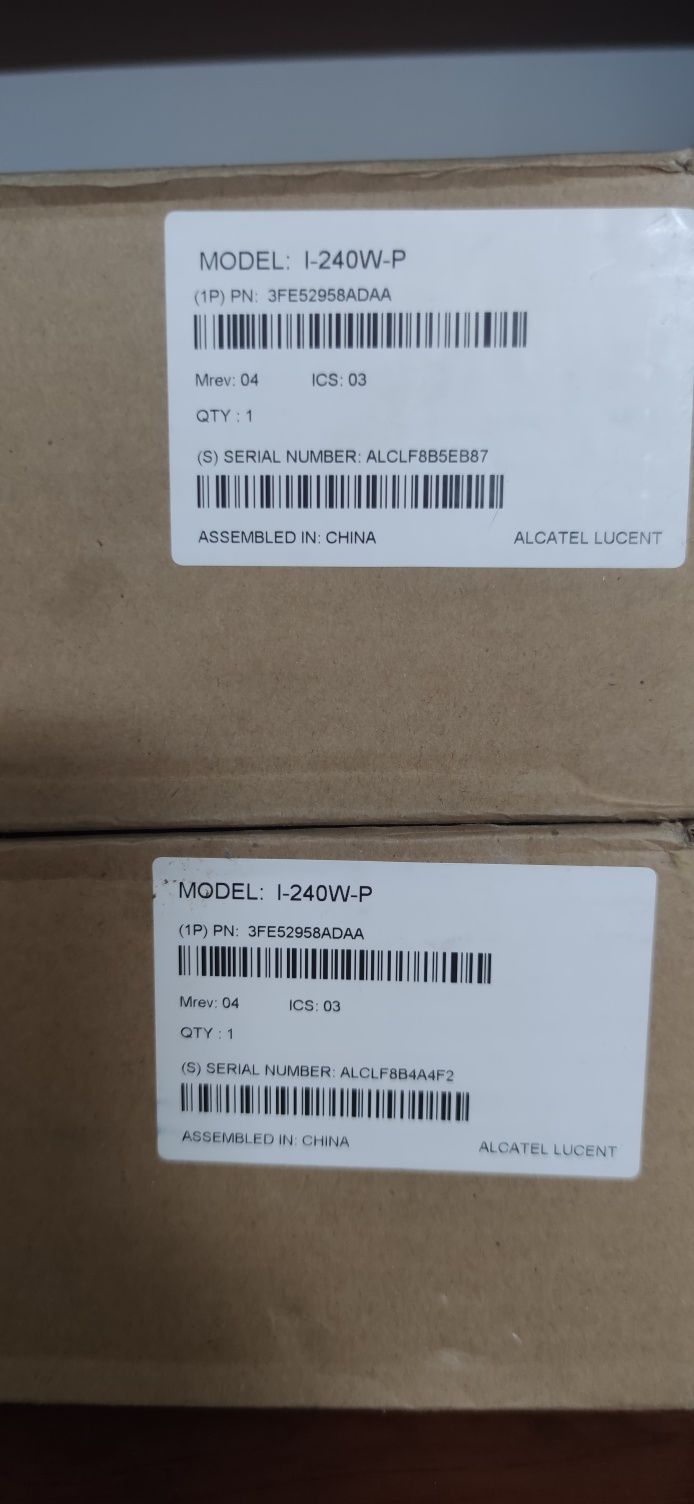 MODEL: I-240W-P
(1P) PN: 3FE52958ADAA
Mrev: 04 ICS: 03
QTY : 1
(S) SERIAL NUMBER: ALCLF8B5EB87
ASSEMBLED IN: CHINA ALCATEL LUCENT
MODEL: I-240W-P
(1P) PN: 3FE52958ADAA
Mrev: 04 ICS: 03
QTY : 1
(S) SERIAL NUMBER: ALCLF8B4A4F2
ASSEMBLED IN: CHINA ALCATEL LUCENT